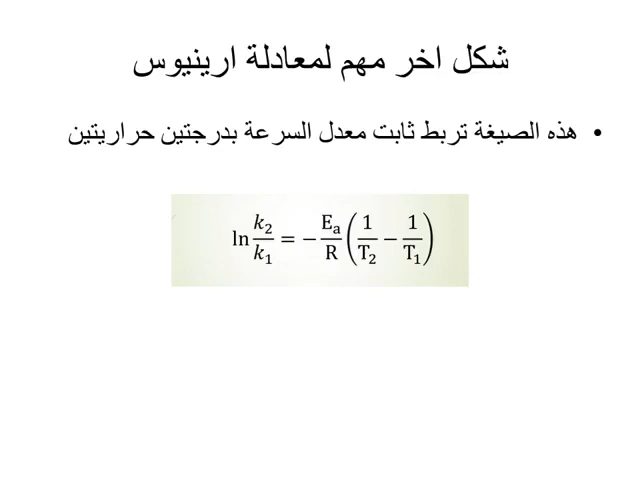 شكل اخر مهم لمعادلة ارينيوس
• هذه الصيغة تربط ثابت معدل السرعة بدرجتين حراريتين
ln k₂/k₁ = −Eₐ/R (1/T₂ − 1/T₁)